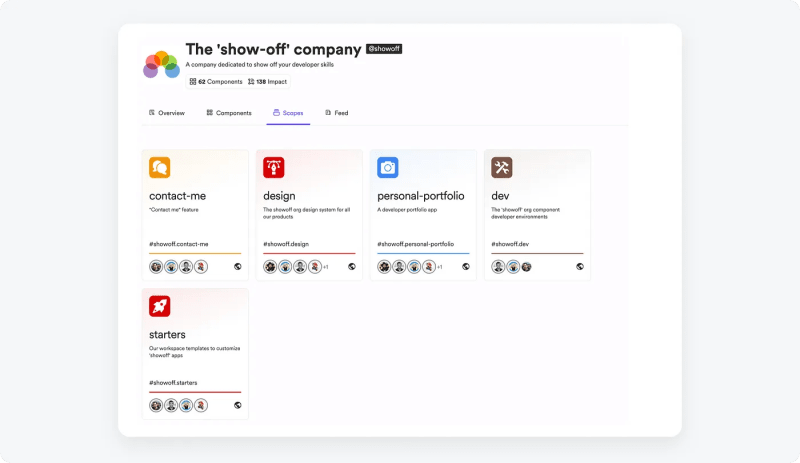 The 'show-off' company @showoff
A company dedicated to show off your developer skills
62 Components 138 Impact
Overview Components Scopes Feed
contact-me
"Contact me" feature
#showoff.contact-me
design
The showoff org design system for all
our products
#showoff.design
+1
personal-portfolio
A developer portfolio app
#showoff.personal-portfolio
+1
dev
The 'showoff' org component
developer environments
#showoff.dev
starters
Our workspace templates to customize
'showoff' apps
#showoff.starters